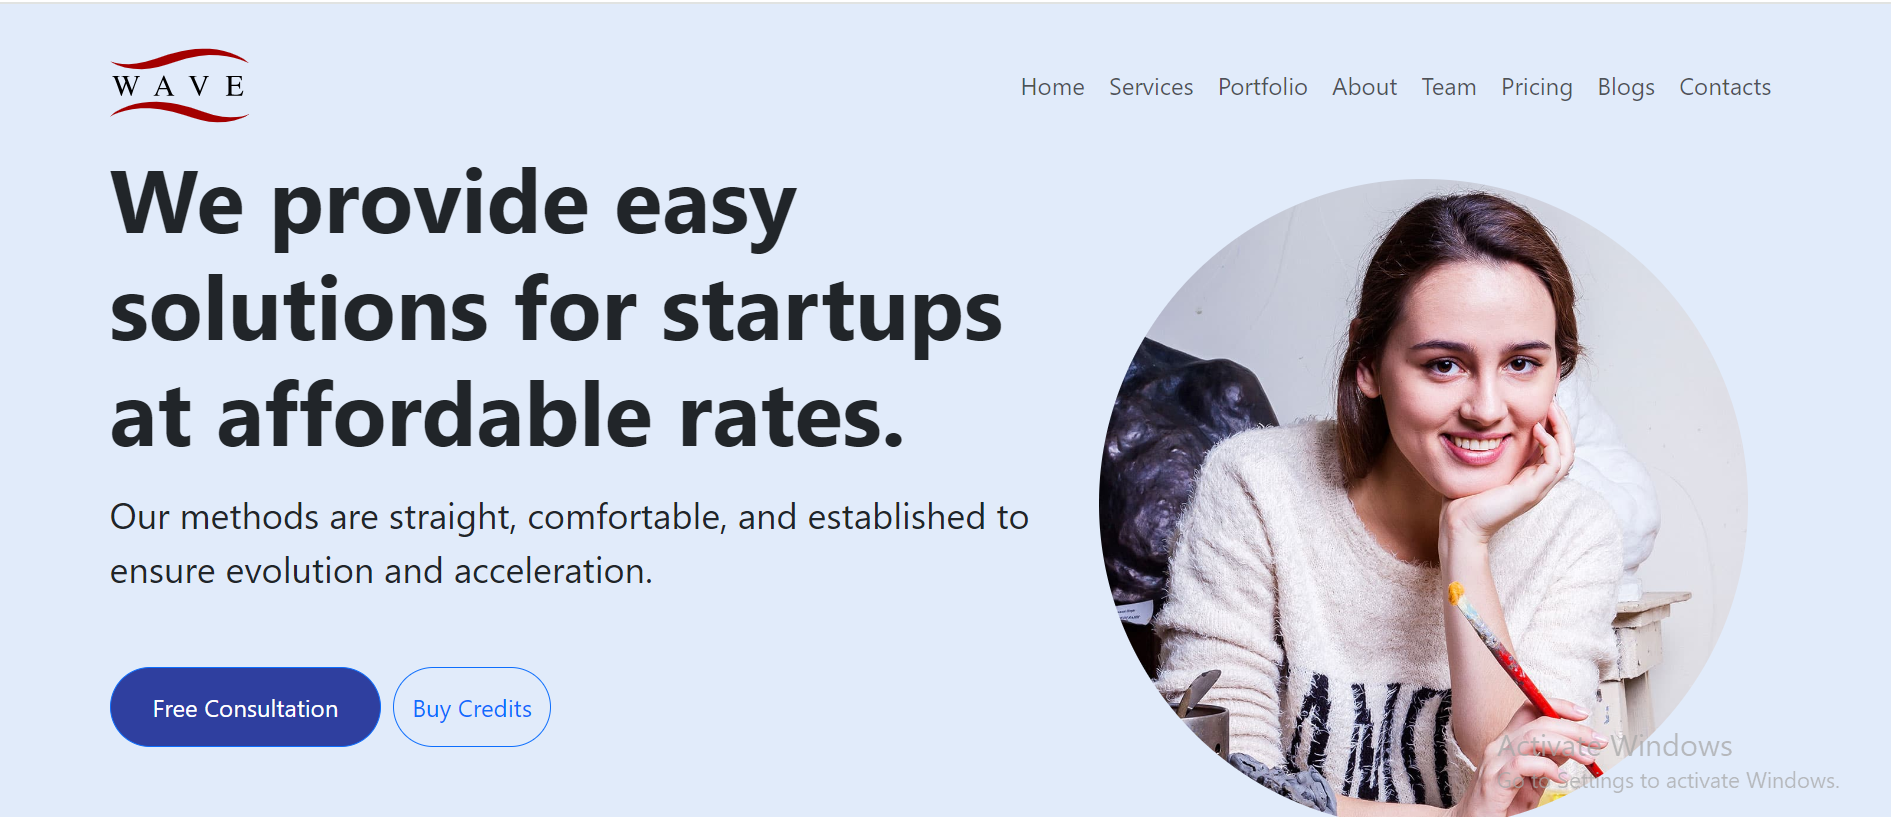 WAVE
Home Services Portfolio About Team Pricing Blogs Contacts
We provide easy
solutions for startups
at affordable rates.
Our methods are straight, comfortable, and established to
ensure evolution and acceleration.
Free Consultation Buy Credits
Activate Windows
Go to Settings to activate Windows.